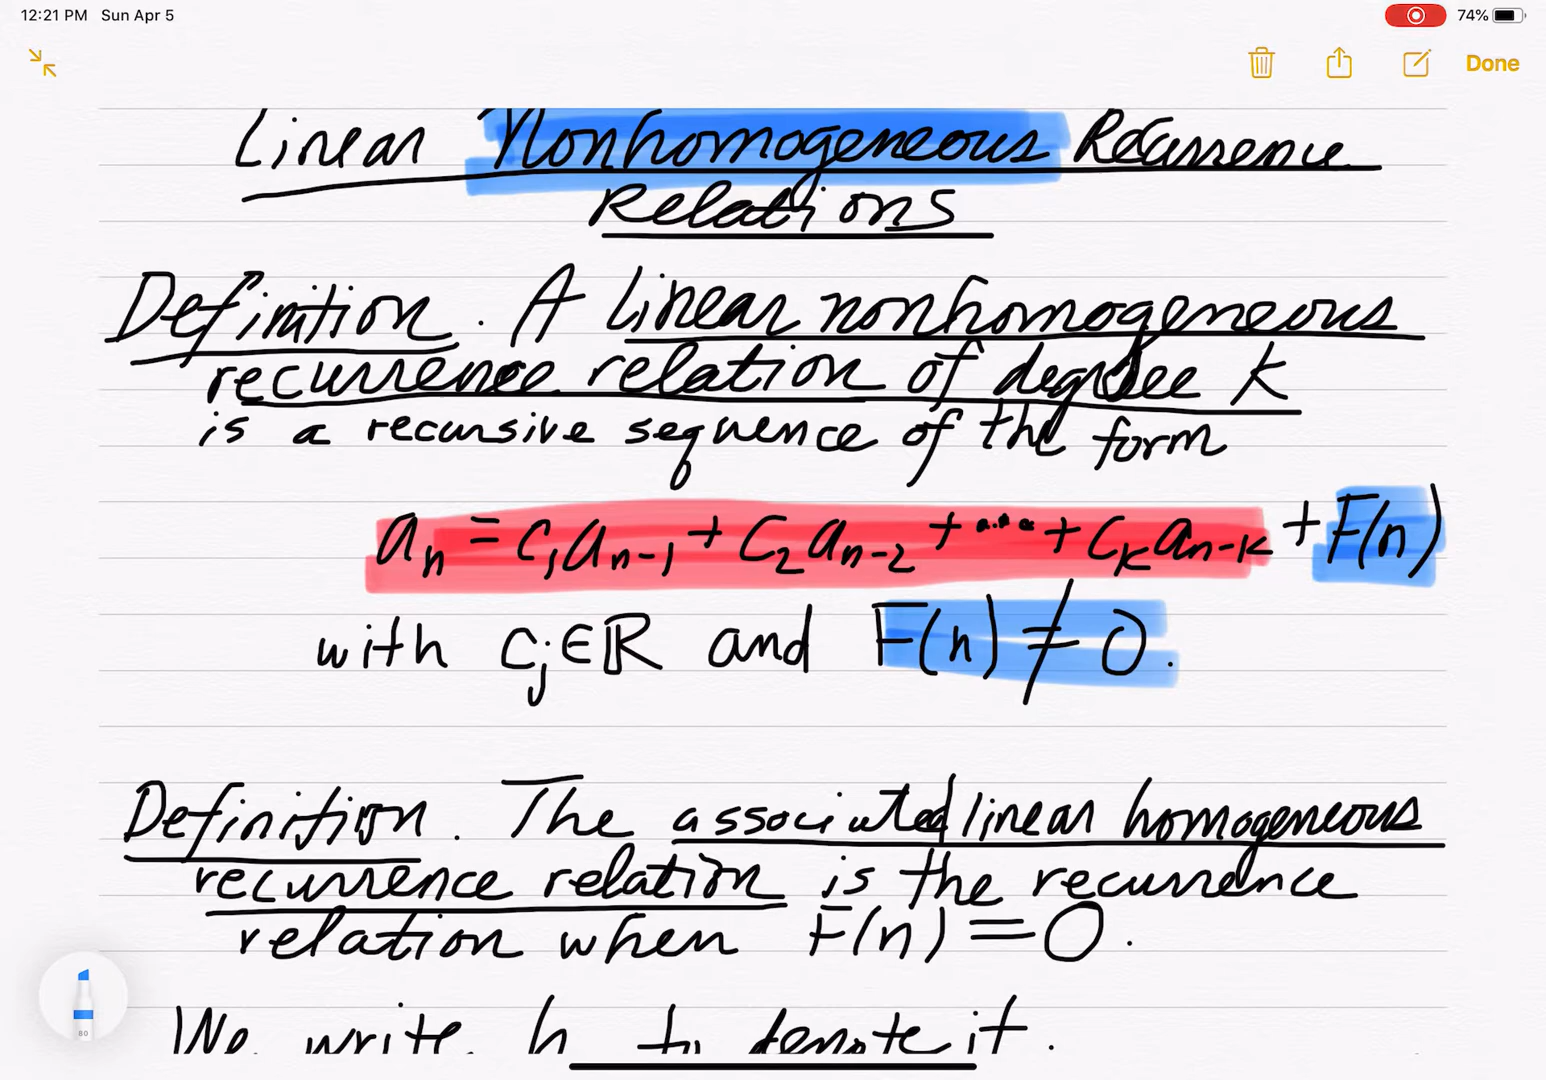 12:21 PM Sun Apr 5
74%
Done
Linear Nonhomogeneous Recurrence
Relations
Definition. A linear nonhomogeneous
recurrence relation of degree k
is a recursive sequence of the form
aₙ = c₁aₙ₋₁ + c₂aₙ₋₂ + ... + cₖaₙ₋ₖ + F(n)
with cⱼ∈ℝ and F(n) ≠ 0.
Definition. The associated linear homogeneous
recurrence relation is the recurrence
relation when F(n) = 0.
We write h to denote it.
80